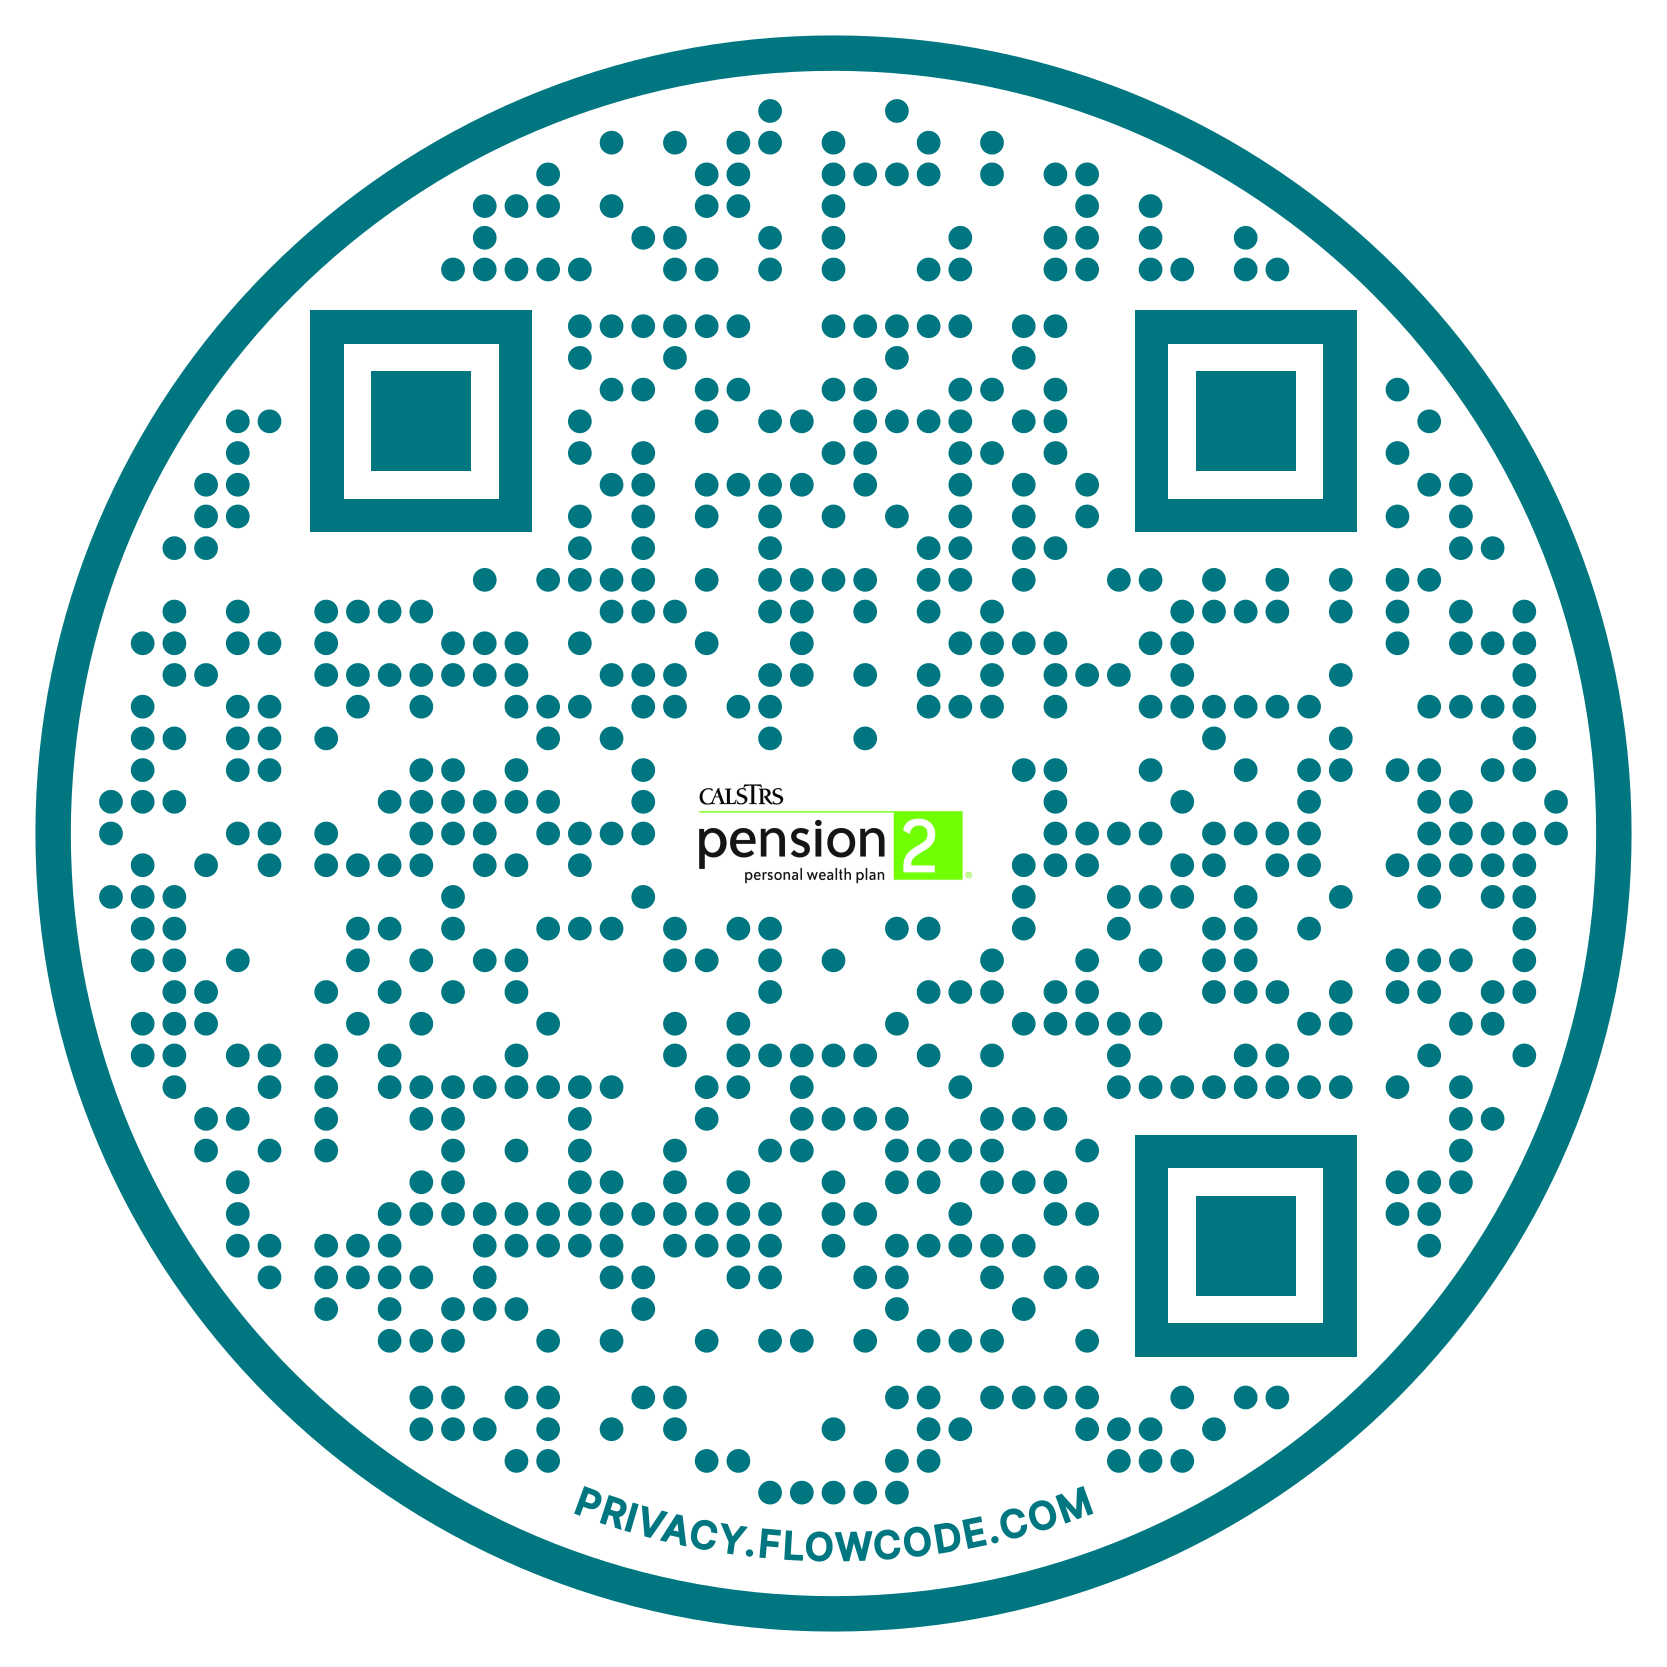 CALSTRS
pension2®
personal wealth plan
PRIVACY.FLOWCODE.COM